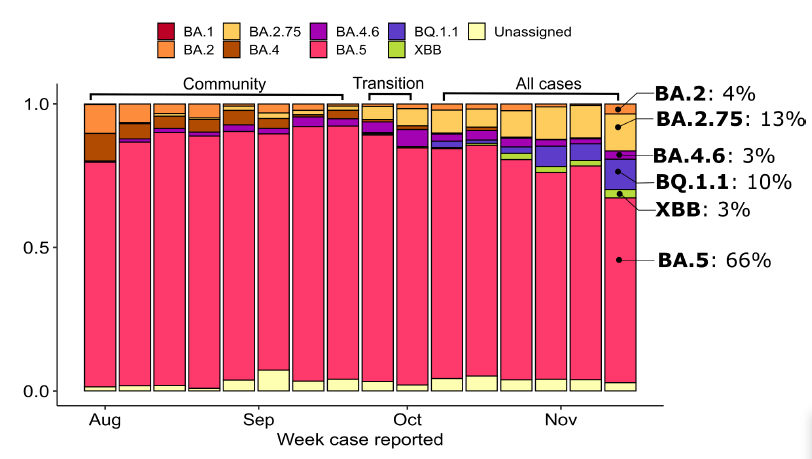 BA.1 BA.2.75 BA.4.6 BQ.1.1 Unassigned
BA.2 BA.4 BA.5 XBB
Community Transition All cases
1.0
0.5
0.0
BA.2: 4%
BA.2.75: 13%
BA.4.6: 3%
BQ.1.1: 10%
XBB: 3%
BA.5: 66%
Aug Sep Oct Nov
Week case reported